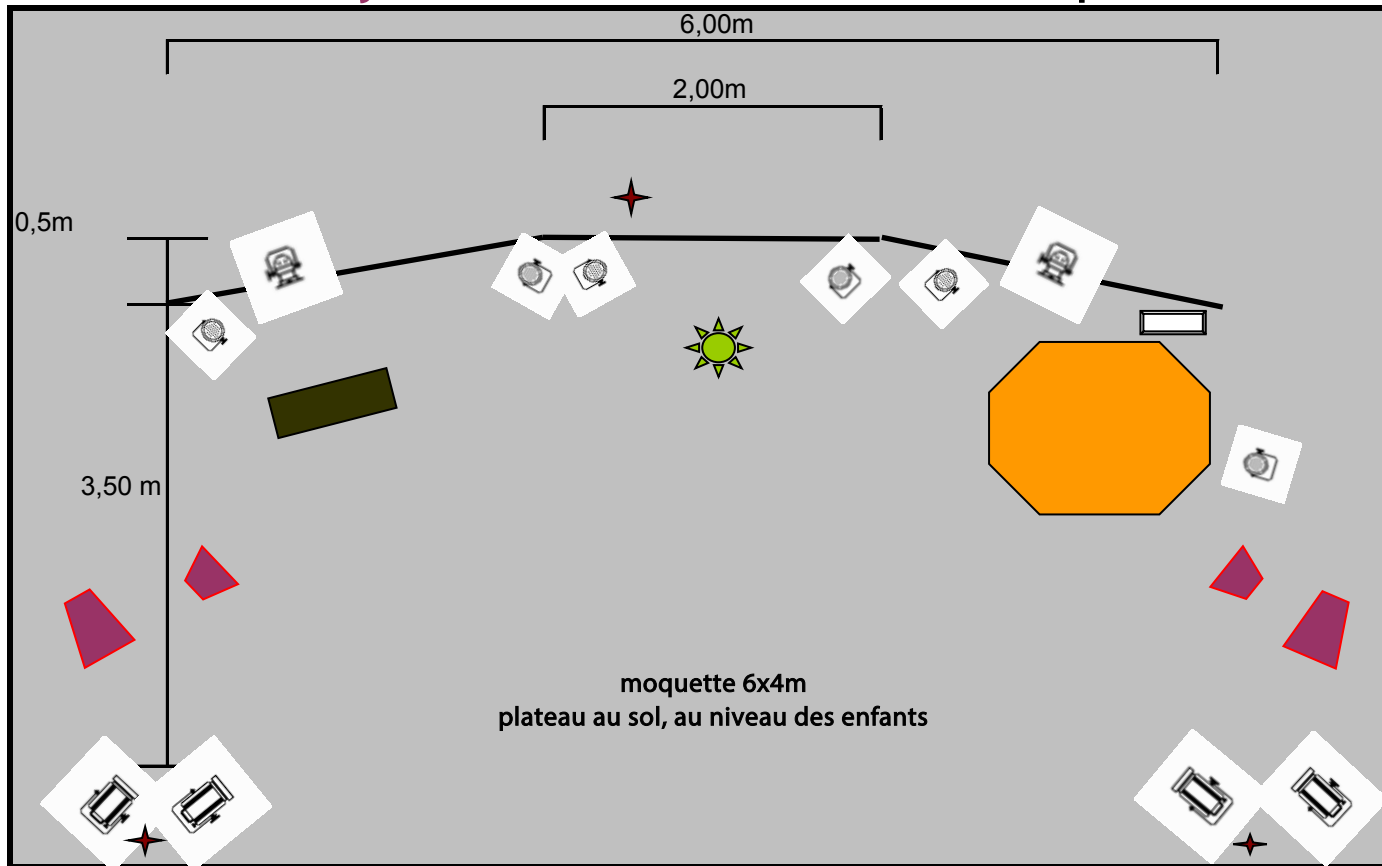 6,00m
2,00m
0,5m
3,50 m
moquette 6x4m
plateau au sol, au niveau des enfants